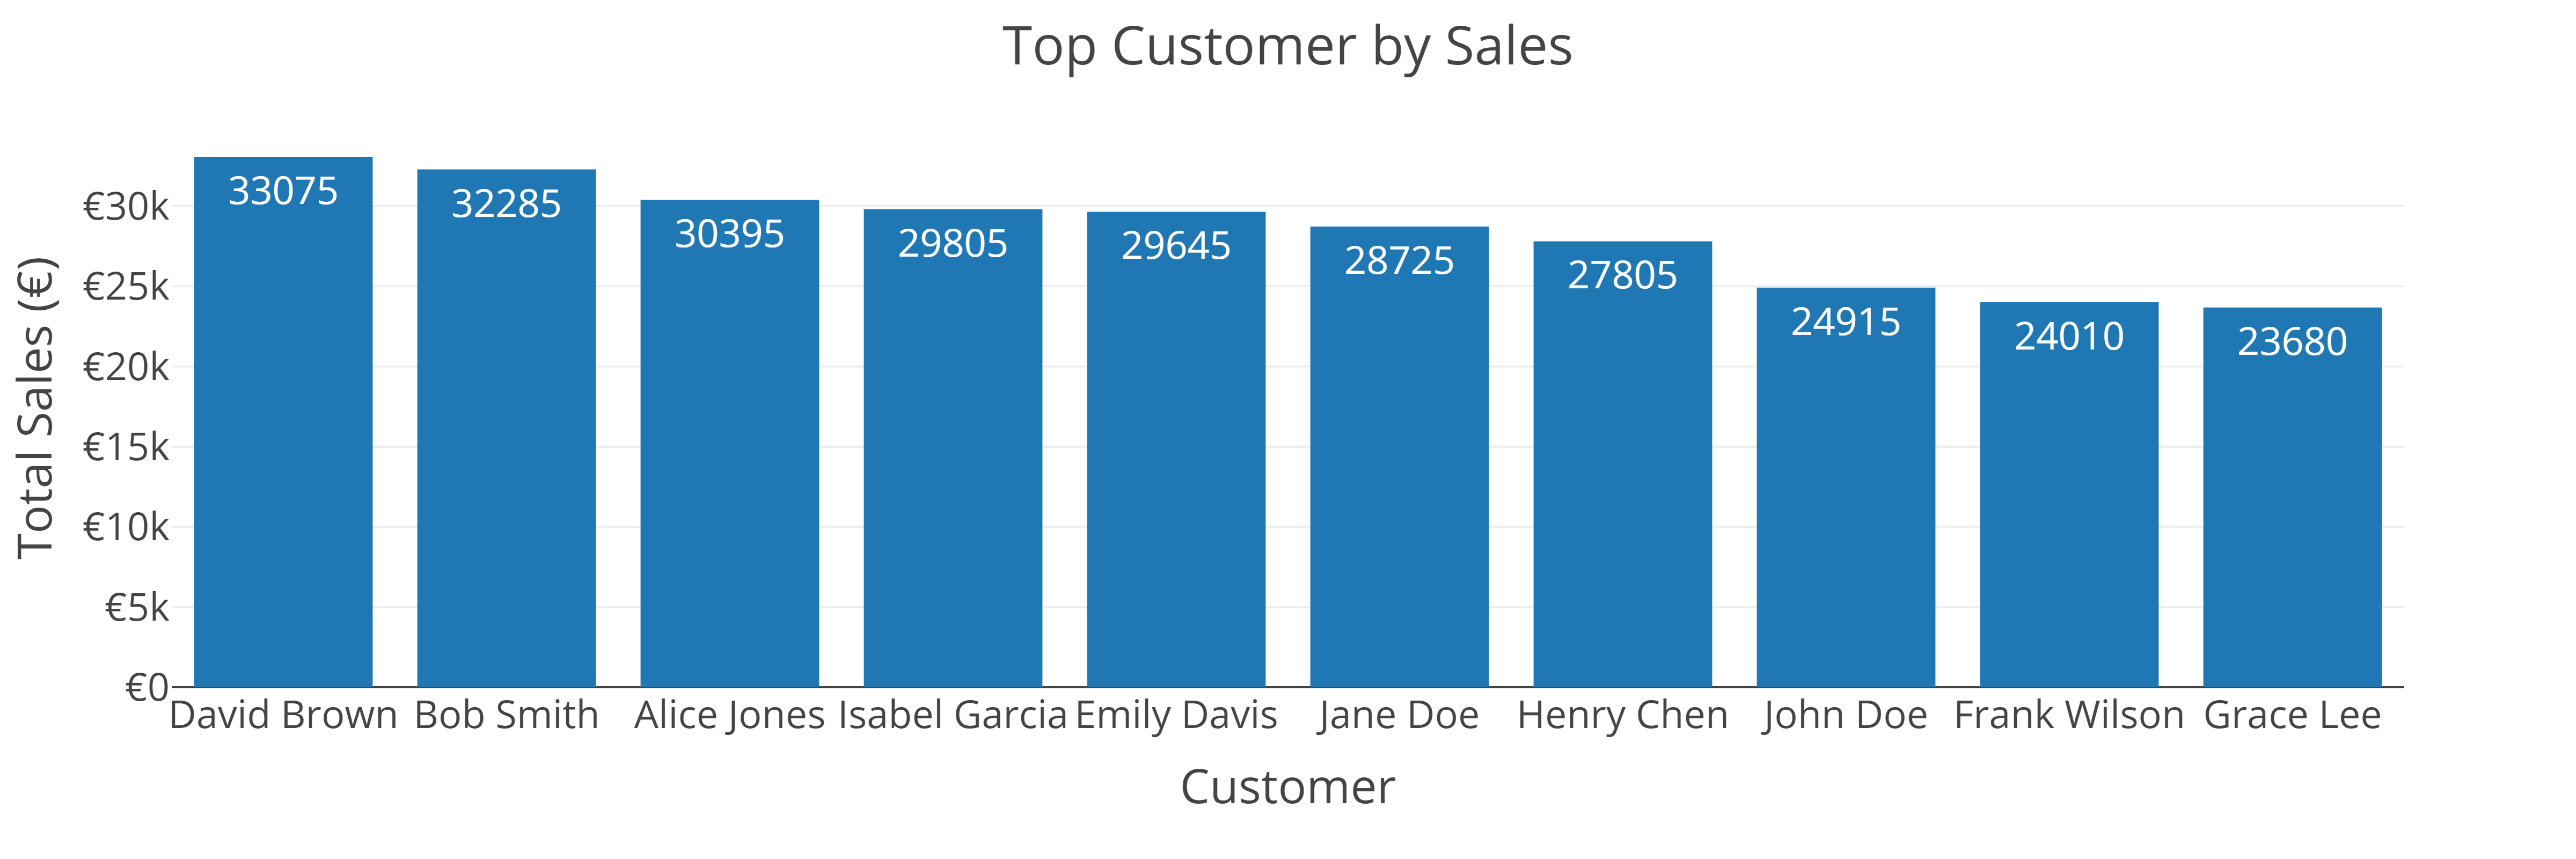 Top Customer by Sales
Total Sales (€)
€30k
€25k
€20k
€15k
€10k
€5k
€0
33075
32285
30395
29805
29645
28725
27805
24915
24010
23680
David Brown
Bob Smith
Alice Jones
Isabel Garcia
Emily Davis
Jane Doe
Henry Chen
John Doe
Frank Wilson
Grace Lee
Customer